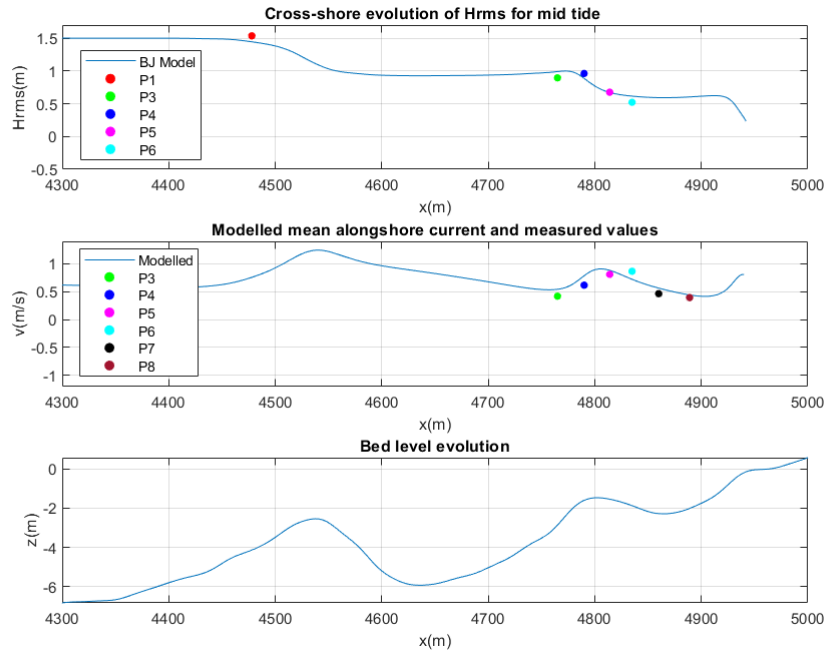 Cross-shore evolution of Hrms for mid tide
Hrms(m)
1.5
1
0.5
0
-0.5
BJ Model
P1
P3
P4
P5
P6
4300 4400 4500 4600 4700 4800 4900 5000
x(m)
Modelled mean alongshore current and measured values
v(m/s)
1
0.5
0
-0.5
-1
Modelled
P3
P4
P5
P6
P7
P8
4300 4400 4500 4600 4700 4800 4900 5000
x(m)
Bed level evolution
z(m)
0
-2
-4
-6
4300 4400 4500 4600 4700 4800 4900 5000
x(m)